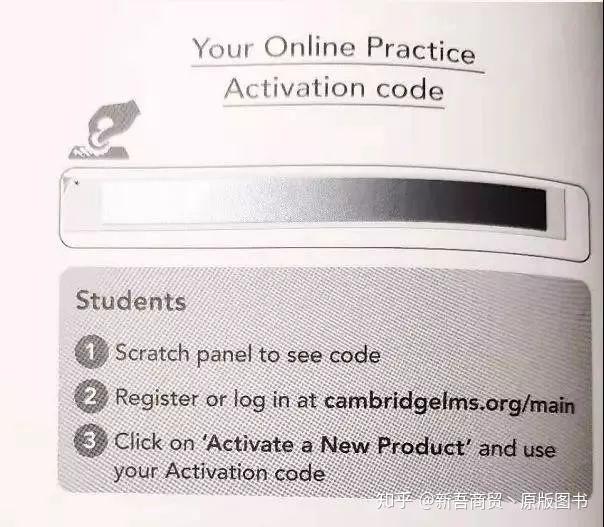 Your Online Practice
Activation code
Students
1 Scratch panel to see code
2 Register or log in at cambridgelms.org/main
3 Click on ‘Activate a New Product’ and use
your Activation code
知乎 @新吾商贸丶原版图书